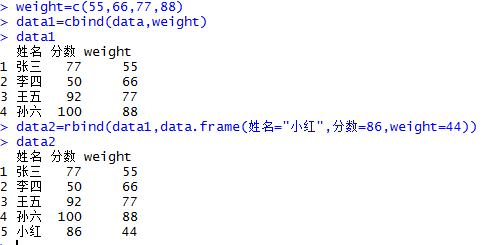 > weight=c(55,66,77,88)
> data1=cbind(data,weight)
> data1
姓名 分数 weight
1 张三 77 55
2 李四 50 66
3 王五 92 77
4 孙六 100 88
> data2=rbind(data1,data.frame(姓名="小红",分数=86,weight=44))
> data2
姓名 分数 weight
1 张三 77 55
2 李四 50 66
3 王五 92 77
4 孙六 100 88
5 小红 86 44